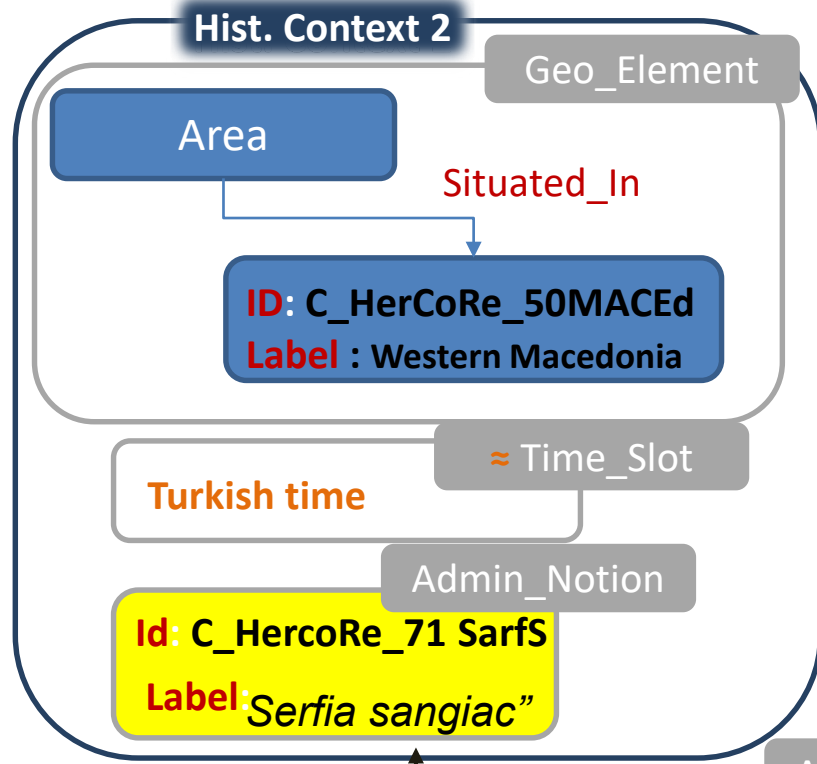 Hist. Context 2
Geo_Element
Area
Situated_In
ID: C_HerCoRe_50MACEd
Label : Western Macedonia
≈ Time_Slot
Turkish time
Admin_Notion
Id: C_HercoRe_71 SarfS
Label:Serfia sangiac”